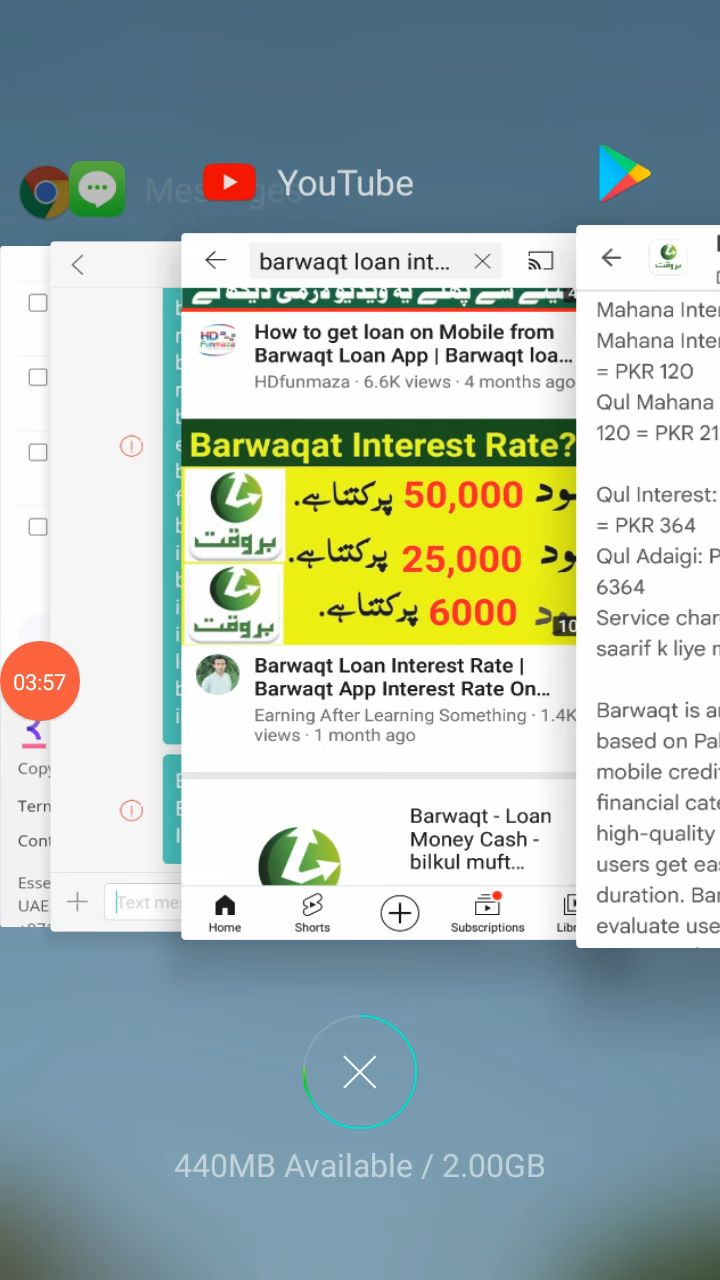 Messages
YouTube
barwaqt loan int...
How to get loan on Mobile from
Barwaqt Loan App | Barwaqt loa...
HDfunmaza · 6.6K views · 4 months ago
Barwaqat Interest Rate?
50,000 پرکتناہے.
بروقت
25,000 پرکتناہے.
6000 پرکتناہے.
بروقت
10
Barwaqt Loan Interest Rate |
Barwaqt App Interest Rate On...
Earning After Learning Something · 1.4K
views · 1 month ago
Barwaqt - Loan
Money Cash -
bilkul muft...
Home
Shorts
Subscriptions
Libr
03:57
Copy
Term
Cont
Esse
UAE
Text me
بروقت
Mahana Inter
Mahana Inter
= PKR 120
Qul Mahana
120 = PKR 21
Qul Interest:
= PKR 364
Qul Adaigi: P
6364
Service char
saarif k liye m
Barwaqt is an
based on Pak
mobile credit
financial cate
high-quality
users get eas
duration. Bar
evaluate use
440MB Available / 2.00GB